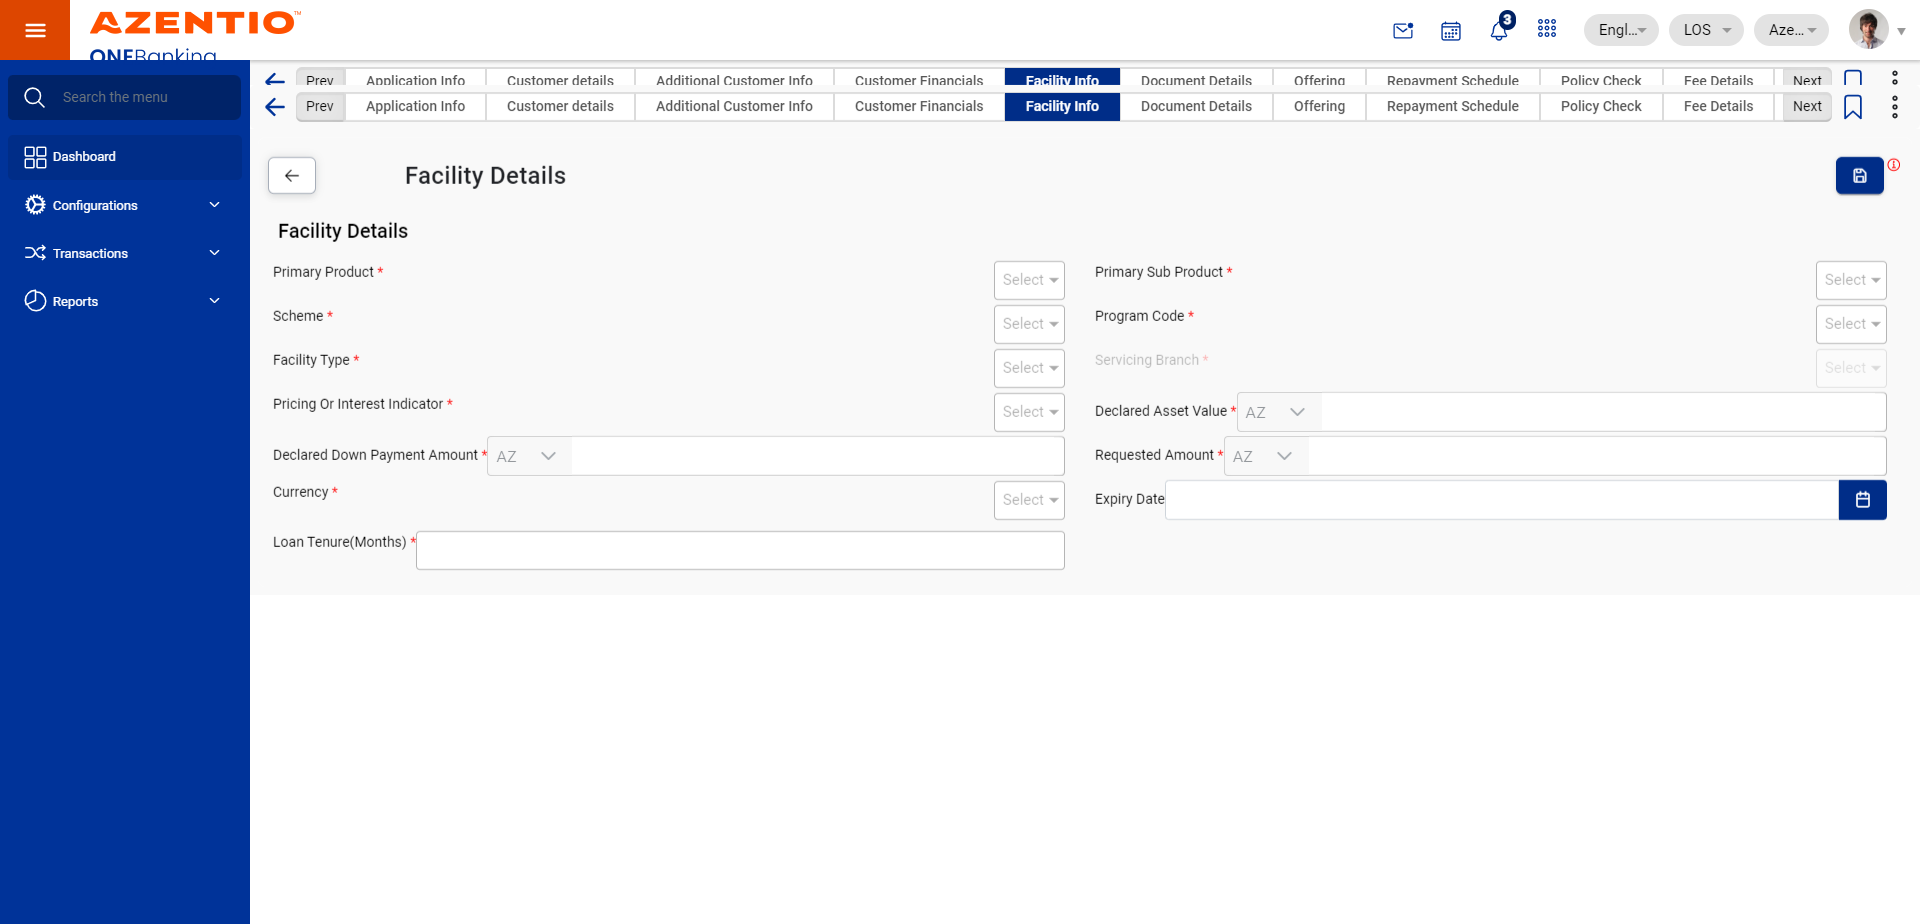 AZENTIO™
ONEBanking
3
Engl...
LOS
Aze...
Search the menu
Dashboard
Configurations
Transactions
Reports
Prev Application Info Customer details Additional Customer Info Customer Financials Facility Info Document Details Offering Repayment Schedule Policy Check Fee Details Next
Prev Application Info Customer details Additional Customer Info Customer Financials Facility Info Document Details Offering Repayment Schedule Policy Check Fee Details Next
Facility Details
Facility Details
Primary Product * Select
Primary Sub Product * Select
Scheme * Select
Program Code * Select
Facility Type * Select
Servicing Branch * Select
Pricing Or Interest Indicator * Select
Declared Asset Value * AZ
Declared Down Payment Amount * AZ
Requested Amount * AZ
Currency * Select
Expiry Date
Loan Tenure(Months) *